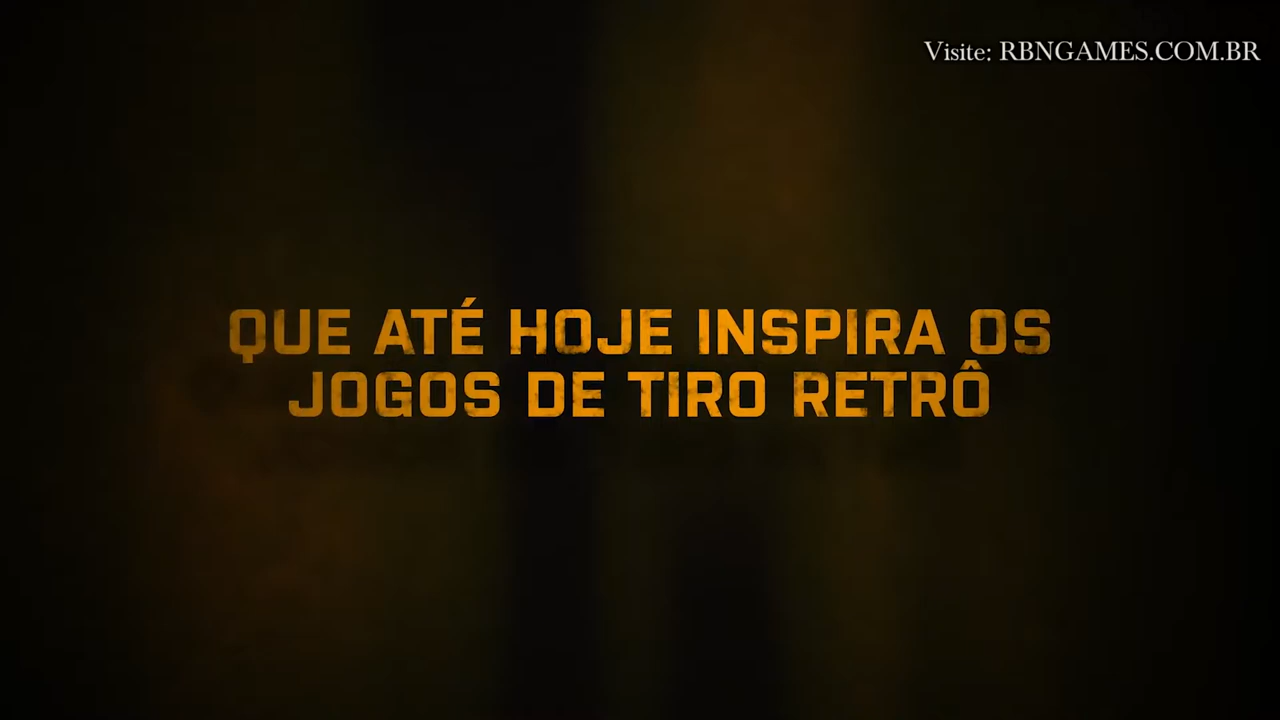 Visite: RBNGAMES.COM.BR
QUE ATÉ HOJE INSPIRA OS
JOGOS DE TIRO RETRÔ